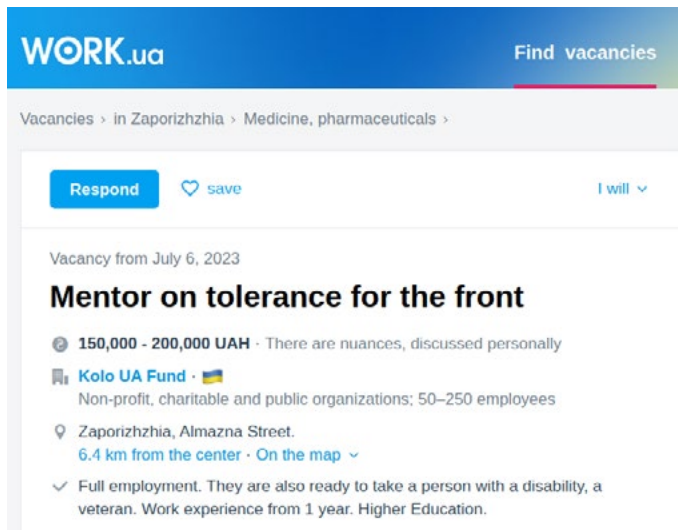 WORK.ua
Find vacancies
Vacancies › in Zaporizhzhia › Medicine, pharmaceuticals ›
Respond
save
I will
Vacancy from July 6, 2023
Mentor on tolerance for the front
150,000 - 200,000 UAH · There are nuances, discussed personally
Kolo UA Fund ·
Non-profit, charitable and public organizations; 50–250 employees
Zaporizhzhia, Almazna Street.
6.4 km from the center · On the map
Full employment. They are also ready to take a person with a disability, a
veteran. Work experience from 1 year. Higher Education.